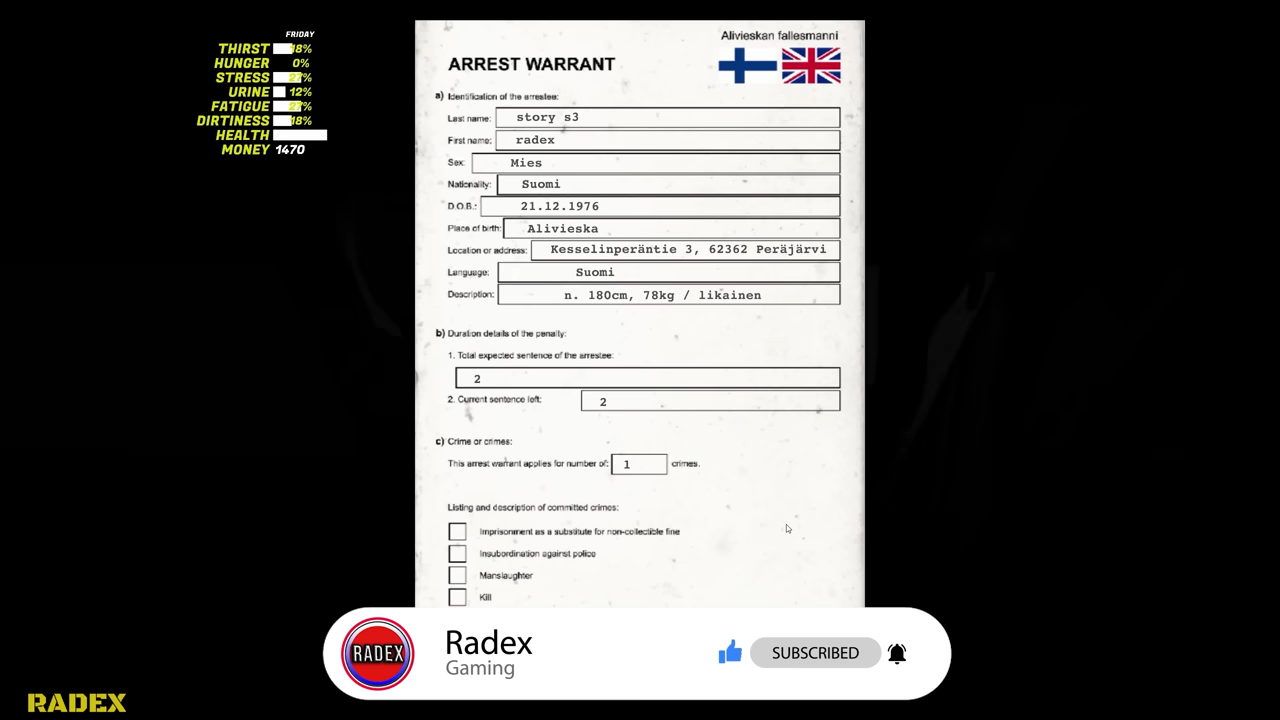 FRIDAY
THIRST 18%
HUNGER 0%
STRESS 27%
URINE 12%
FATIGUE 27%
DIRTINESS 18%
HEALTH
MONEY 1470
Alivieskan fallesmanni
ARREST WARRANT
a) Identification of the arrestee:
Last name: story s3
First name: radex
Sex: Mies
Nationality: Suomi
D.O.B.: 21.12.1976
Place of birth: Alivieska
Location or address: Kesselinperäntie 3, 62362 Peräjärvi
Language: Suomi
Description: n. 180cm, 78kg / likainen
b) Duration details of the penalty:
1. Total expected sentence of the arrestee:
2
2. Current sentence left: 2
c) Crime or crimes:
This arrest warrant applies for number of: 1 crimes.
Listing and description of committed crimes:
Imprisonment as a substitute for non-collectible fine
Insubordination against police
Manslaughter
Kill
RADEX
Radex
Gaming
SUBSCRIBED
RADEX